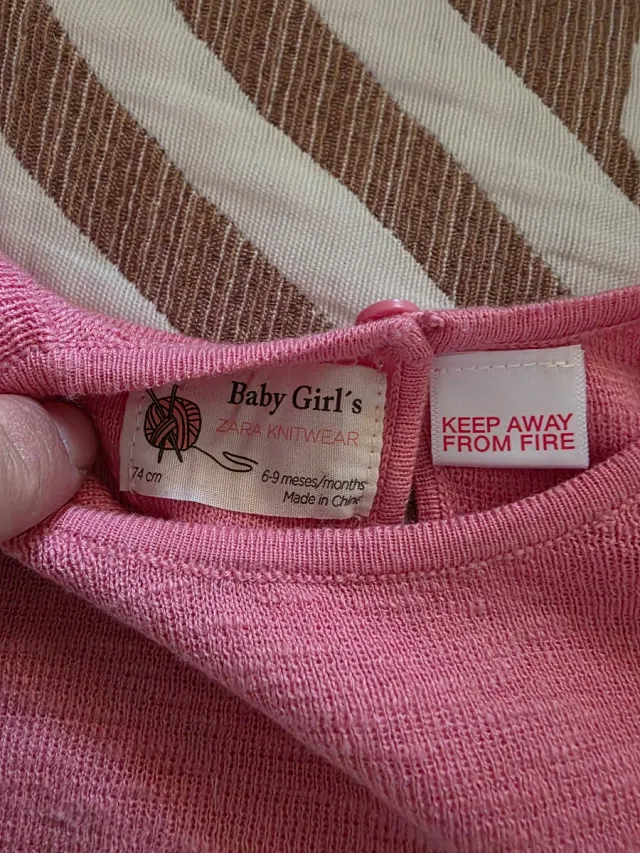 Baby Girl´s
ZARA KNITWEAR
74 cm
6-9 meses/months
Made in China
KEEP AWAY
FROM FIRE